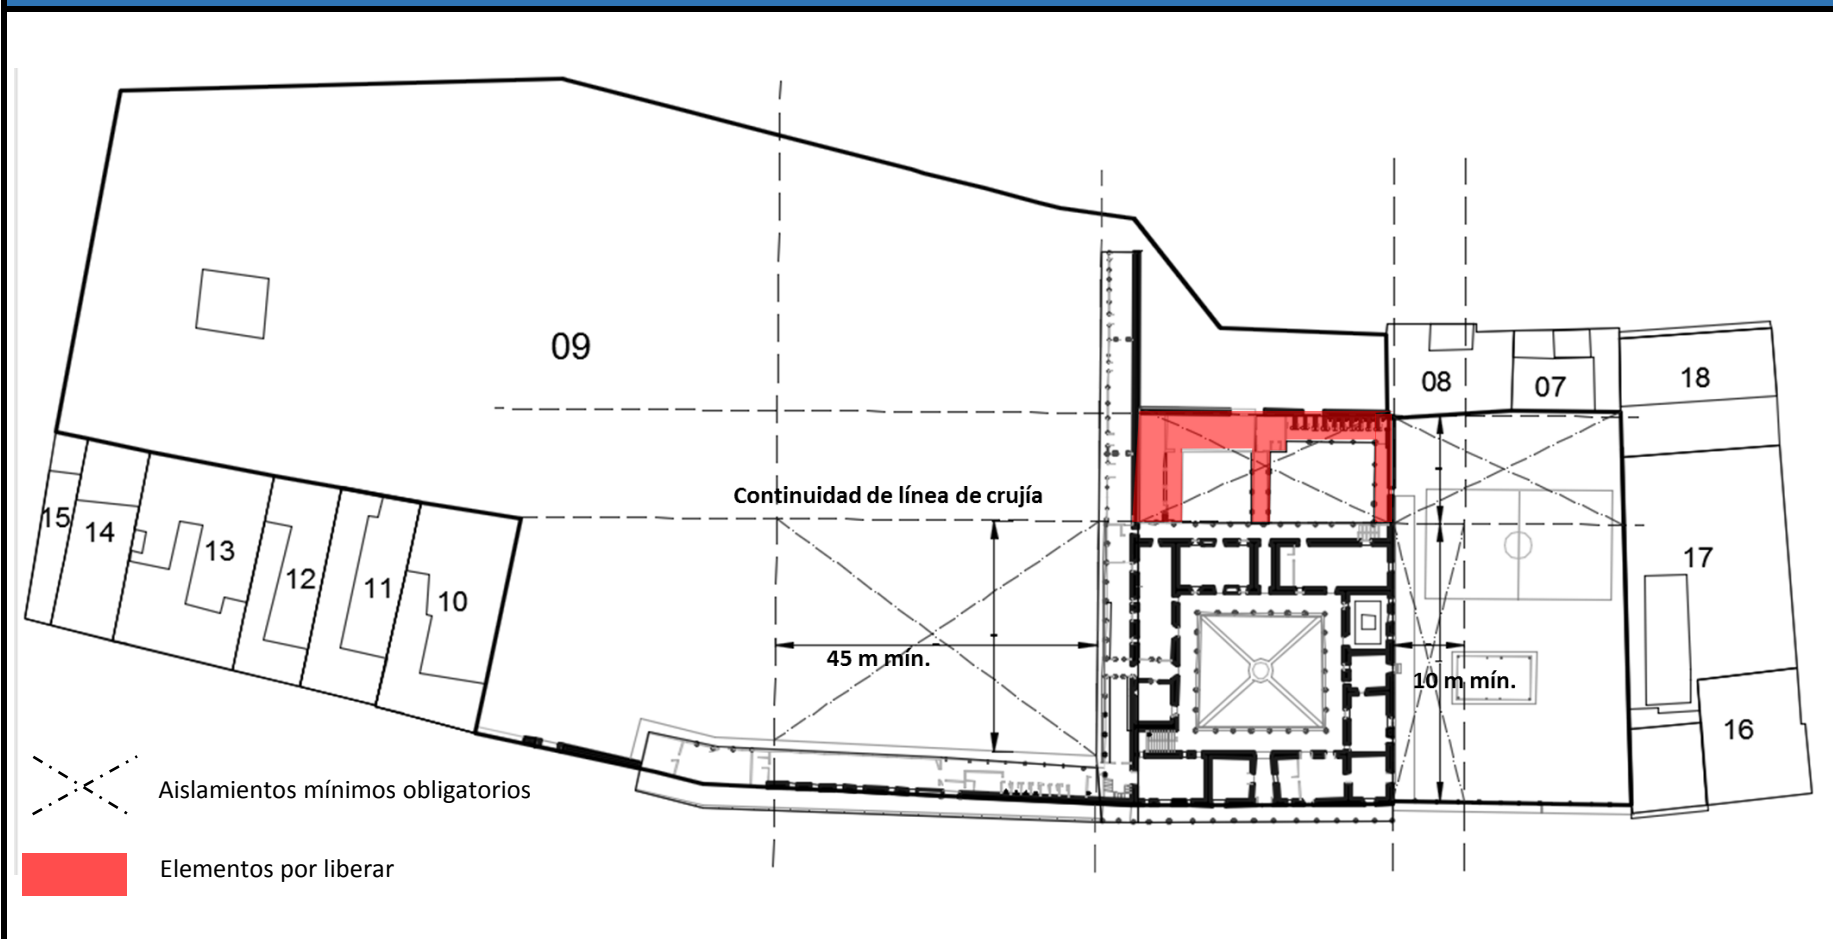 09
08
07
18
Continuidad de línea de crujía
15
14
13
12
11
10
17
45 m mín.
10 m mín.
16
Aislamientos mínimos obligatorios
Elementos por liberar